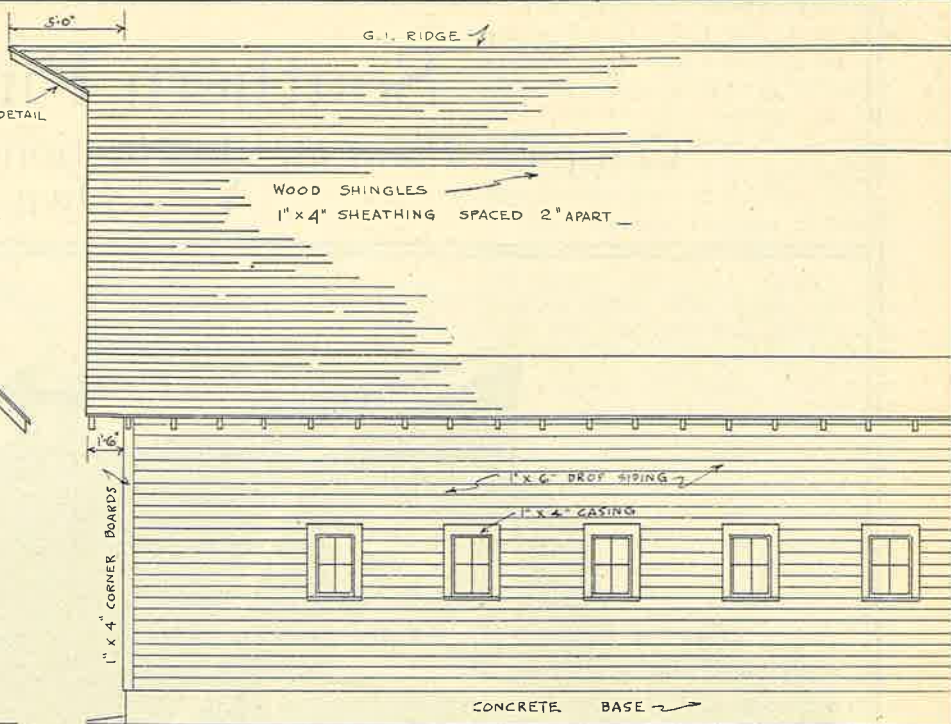 5'-0"
G.I. RIDGE
DETAIL
WOOD SHINGLES
1" x 4" SHEATHING SPACED 2" APART
1'-6"
1" x 6" DROP SIDING
1" x 4" CASING
1" x 4" CORNER BOARDS
CONCRETE BASE